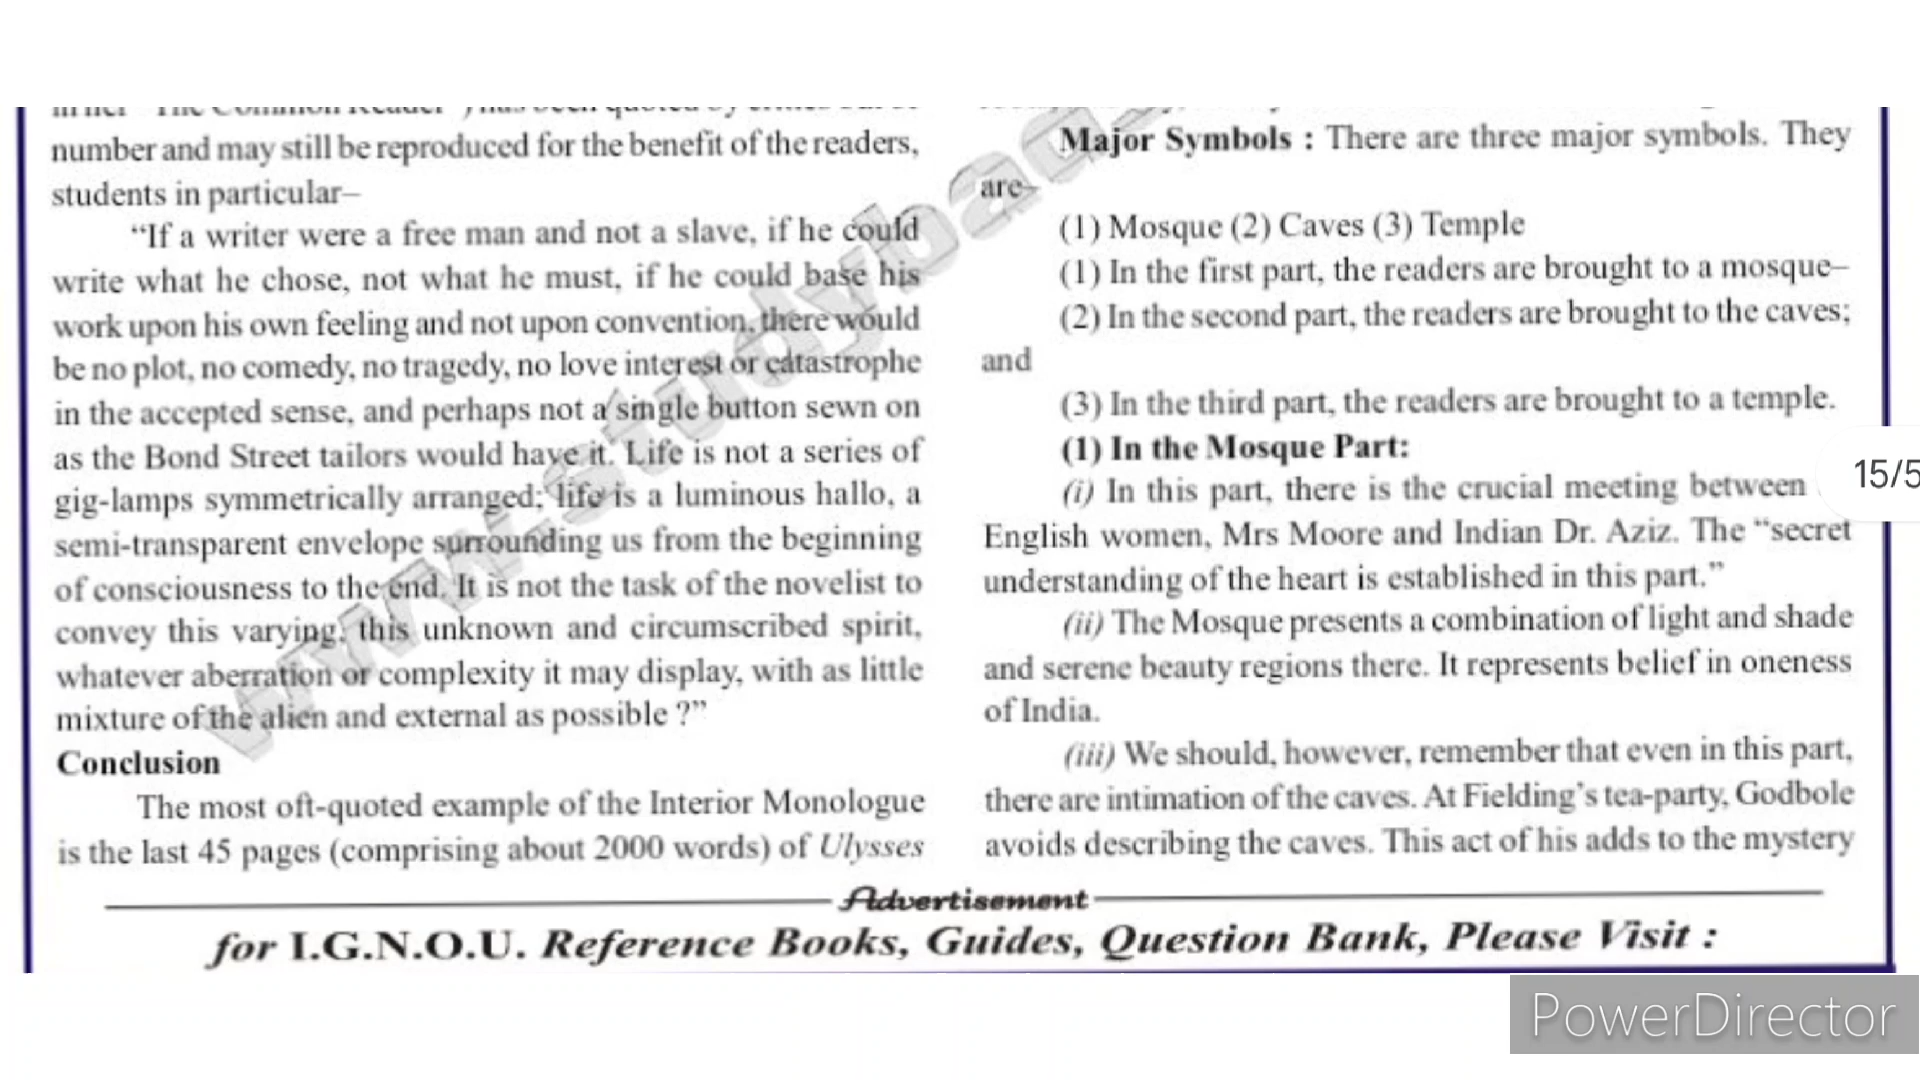 in her "The Common Reader") has been quoted by critics
number and may still be reproduced for the benefit of the readers,
students in particular–
"If a writer were a free man and not a slave, if he could
write what he chose, not what he must, if he could base his
work upon his own feeling and not upon convention, there would
be no plot, no comedy, no tragedy, no love interest or catastrophe
in the accepted sense, and perhaps not a single button sewn on
as the Bond Street tailors would have it. Life is not a series of
gig-lamps symmetrically arranged; life is a luminous hallo, a
semi-transparent envelope surrounding us from the beginning
of consciousness to the end. It is not the task of the novelist to
convey this varying, this unknown and circumscribed spirit,
whatever aberration or complexity it may display, with as little
mixture of the alien and external as possible ?"
Conclusion
The most oft-quoted example of the Interior Monologue
is the last 45 pages (comprising about 2000 words) of Ulysses
Major Symbols : There are three major symbols. They
are–
(1) Mosque (2) Caves (3) Temple
(1) In the first part, the readers are brought to a mosque–
(2) In the second part, the readers are brought to the caves;
and
(3) In the third part, the readers are brought to a temple.
(1) In the Mosque Part:
(i) In this part, there is the crucial meeting between
English women, Mrs Moore and Indian Dr. Aziz. The "secret
understanding of the heart is established in this part."
(ii) The Mosque presents a combination of light and shade
and serene beauty regions there. It represents belief in oneness
of India.
(iii) We should, however, remember that even in this part,
there are intimation of the caves. At Fielding's tea-party, Godbole
avoids describing the caves. This act of his adds to the mystery
15/5
www.studybad
Advertisement
for I.G.N.O.U. Reference Books, Guides, Question Bank, Please Visit :
PowerDirector